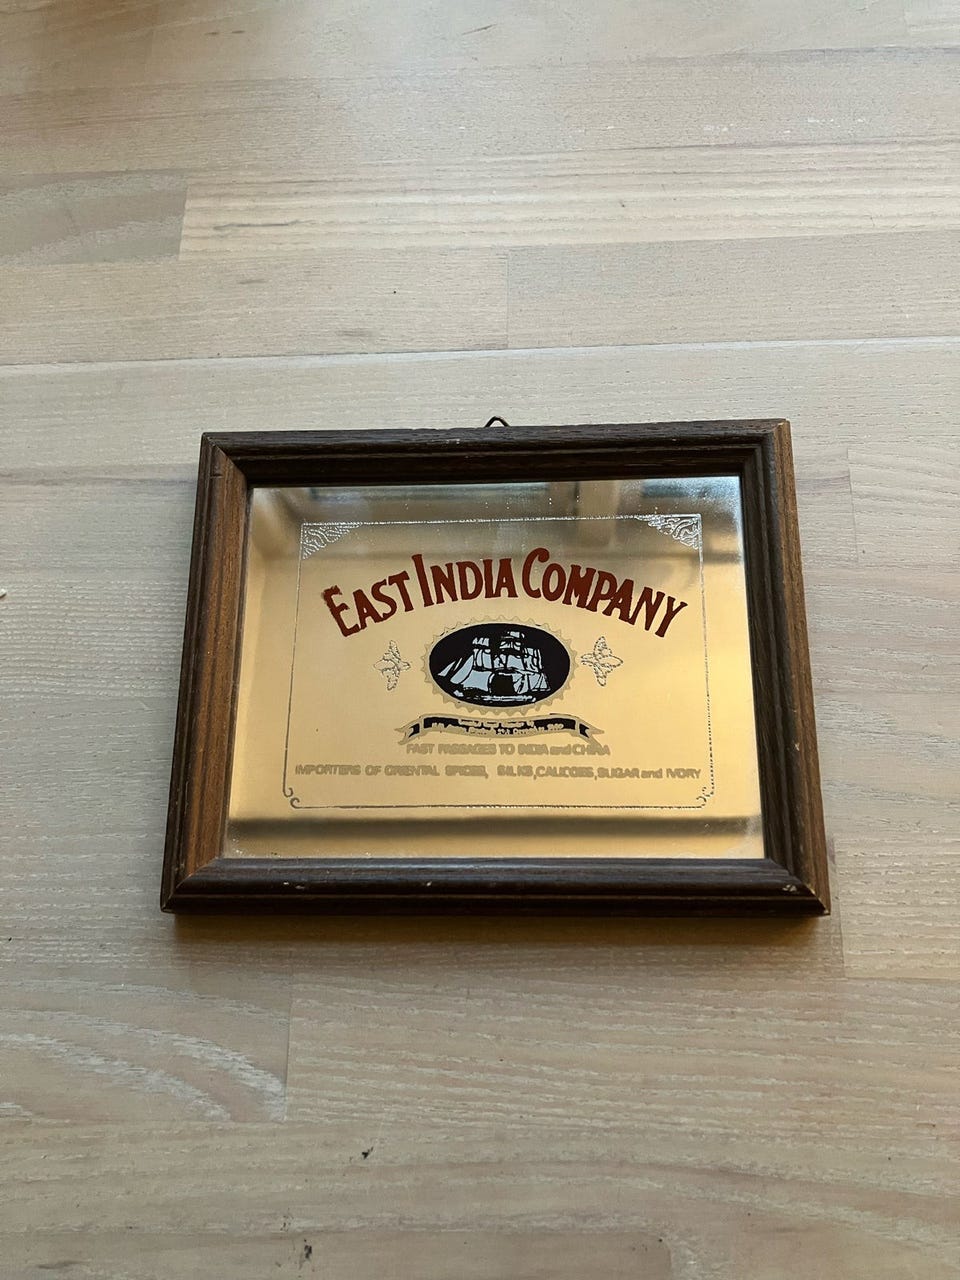 EAST INDIA COMPANY
FAST PASSAGES TO INDIA and CHINA
IMPORTERS OF ORIENTAL SPICES, SILKS, CALICOES, SUGAR and IVORY